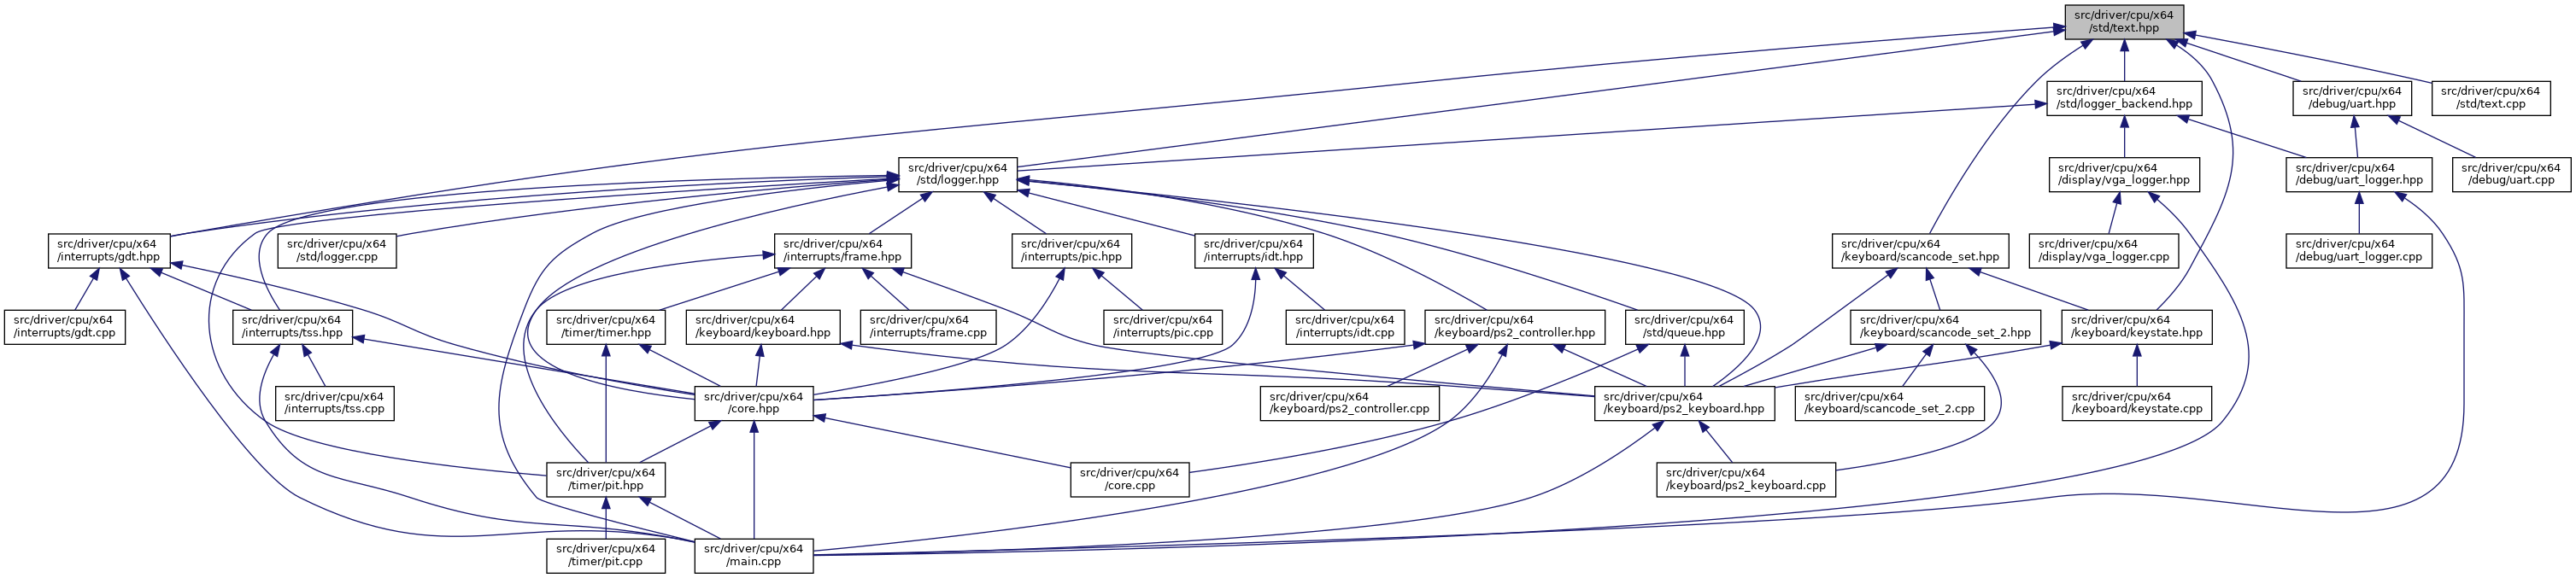 src/driver/cpu/x64
/std/text.hpp
src/driver/cpu/x64
/std/logger_backend.hpp
src/driver/cpu/x64
/debug/uart.hpp
src/driver/cpu/x64
/std/text.cpp
src/driver/cpu/x64
/std/logger.hpp
src/driver/cpu/x64
/display/vga_logger.hpp
src/driver/cpu/x64
/debug/uart_logger.hpp
src/driver/cpu/x64
/debug/uart.cpp
src/driver/cpu/x64
/interrupts/gdt.hpp
src/driver/cpu/x64
/std/logger.cpp
src/driver/cpu/x64
/interrupts/frame.hpp
src/driver/cpu/x64
/interrupts/pic.hpp
src/driver/cpu/x64
/interrupts/idt.hpp
src/driver/cpu/x64
/keyboard/scancode_set.hpp
src/driver/cpu/x64
/display/vga_logger.cpp
src/driver/cpu/x64
/debug/uart_logger.cpp
src/driver/cpu/x64
/interrupts/gdt.cpp
src/driver/cpu/x64
/interrupts/tss.hpp
src/driver/cpu/x64
/timer/timer.hpp
src/driver/cpu/x64
/keyboard/keyboard.hpp
src/driver/cpu/x64
/interrupts/frame.cpp
src/driver/cpu/x64
/interrupts/pic.cpp
src/driver/cpu/x64
/interrupts/idt.cpp
src/driver/cpu/x64
/keyboard/ps2_controller.hpp
src/driver/cpu/x64
/std/queue.hpp
src/driver/cpu/x64
/keyboard/scancode_set_2.hpp
src/driver/cpu/x64
/keyboard/keystate.hpp
src/driver/cpu/x64
/interrupts/tss.cpp
src/driver/cpu/x64
/core.hpp
src/driver/cpu/x64
/keyboard/ps2_controller.cpp
src/driver/cpu/x64
/keyboard/ps2_keyboard.hpp
src/driver/cpu/x64
/keyboard/scancode_set_2.cpp
src/driver/cpu/x64
/keyboard/keystate.cpp
src/driver/cpu/x64
/timer/pit.hpp
src/driver/cpu/x64
/core.cpp
src/driver/cpu/x64
/keyboard/ps2_keyboard.cpp
src/driver/cpu/x64
/timer/pit.cpp
src/driver/cpu/x64
/main.cpp